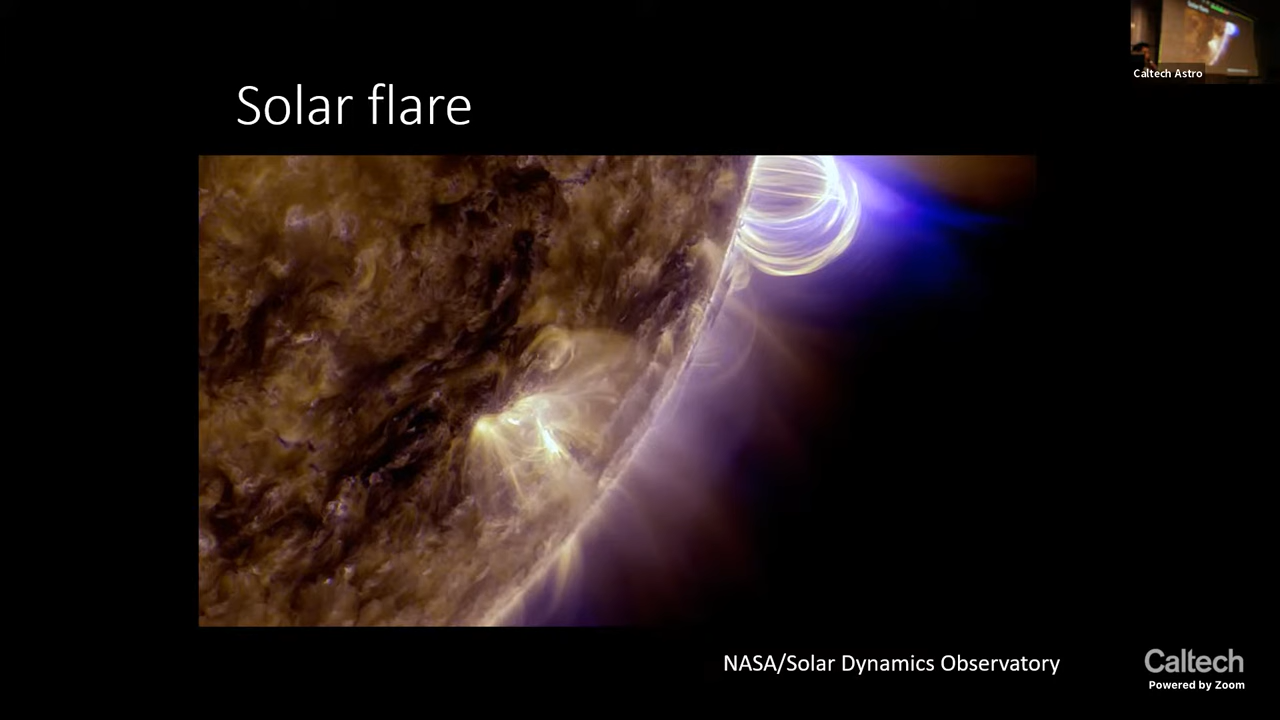 Solar flare
Caltech Astro
NASA/Solar Dynamics Observatory
Caltech
Powered by Zoom